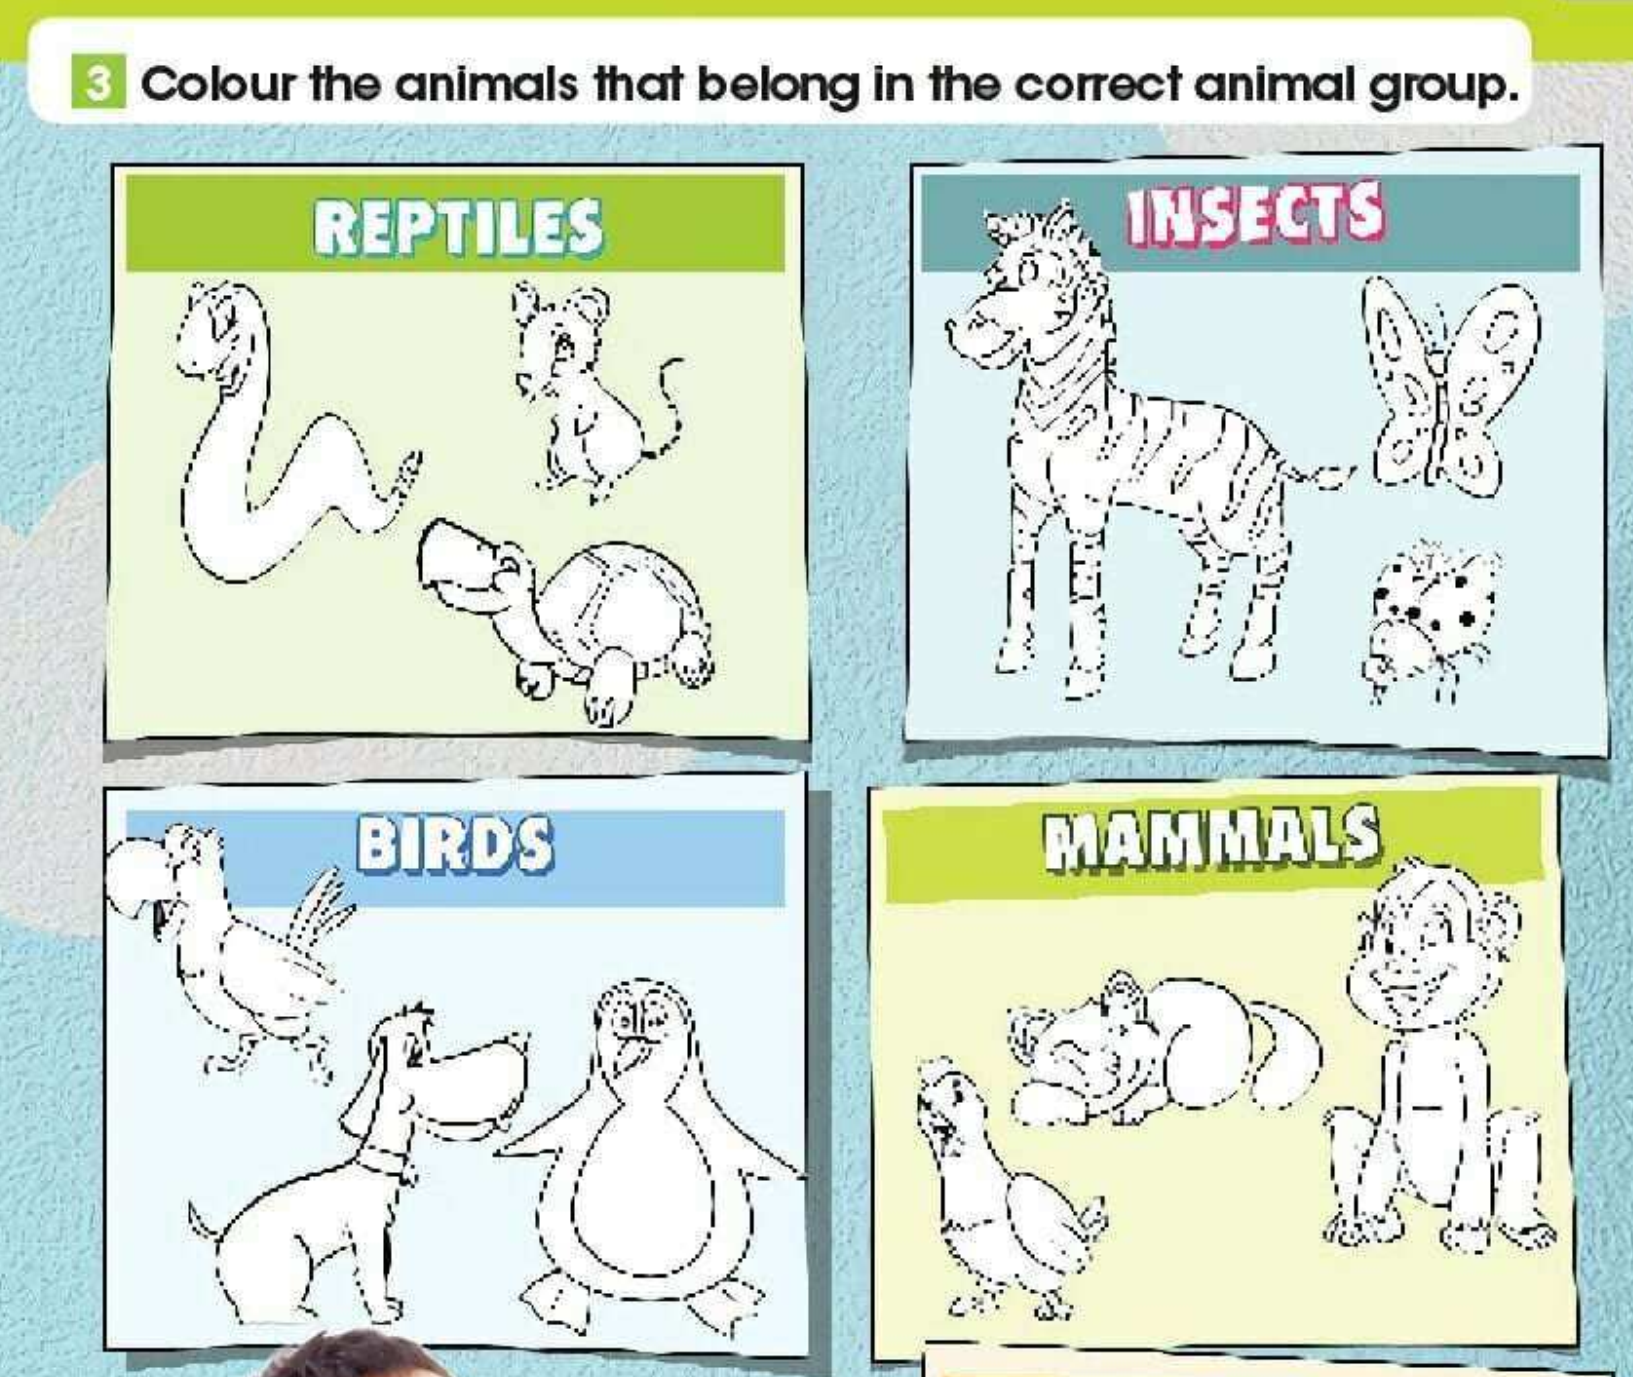 3 Colour the animals that belong in the correct animal group.
REPTILES
INSECTS
BIRDS
MAMMALS